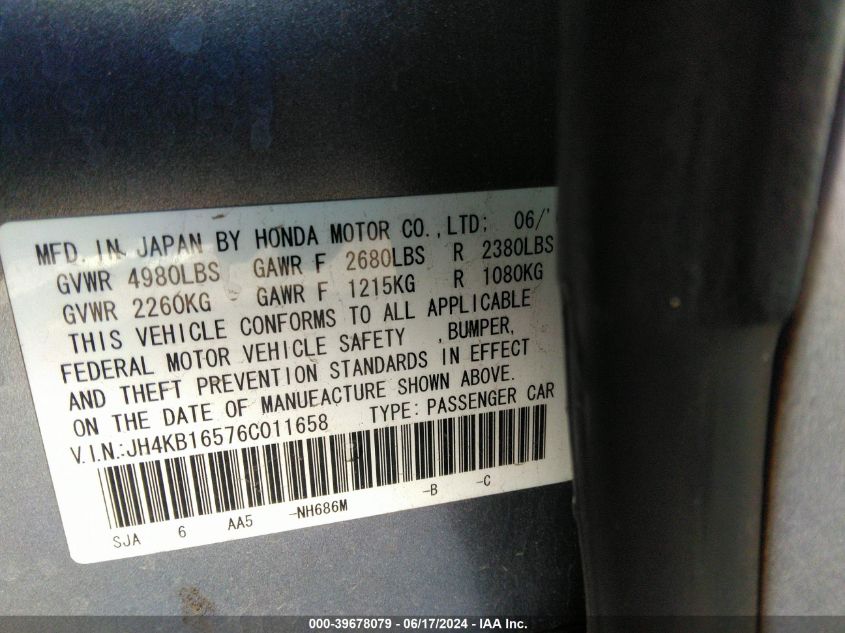 MFD. IN JAPAN BY HONDA MOTOR CO.,LTD; 06/
GVWR 4980LBS GAWR F 2680LBS R 2380LBS
GVWR 2260KG GAWR F 1215KG R 1080KG
THIS VEHICLE CONFORMS TO ALL APPLICABLE
FEDERAL MOTOR VEHICLE SAFETY ,BUMPER,
AND THEFT PREVENTION STANDARDS IN EFFECT
ON THE DATE OF MANUFACTURE SHOWN ABOVE.
V.I.N.:JH4KB16576C011658 TYPE: PASSENGER CAR
SJA 6 AA5 -NH686M -B -C
000-39678079 - 06/17/2024 - IAA Inc.